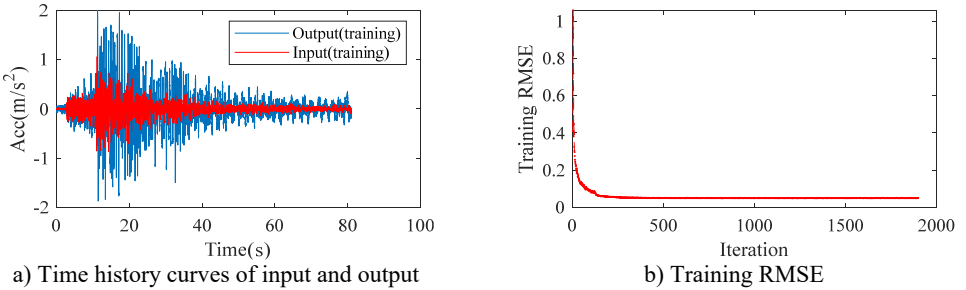 2
1
0
-1
-2
Acc(m/s²)
Output(training)
Input(training)
0
20
40
60
80
100
Time(s)
a) Time history curves of input and output
1
0.8
0.6
0.4
0.2
0
Training RMSE
0
500
1000
1500
2000
Iteration
b) Training RMSE